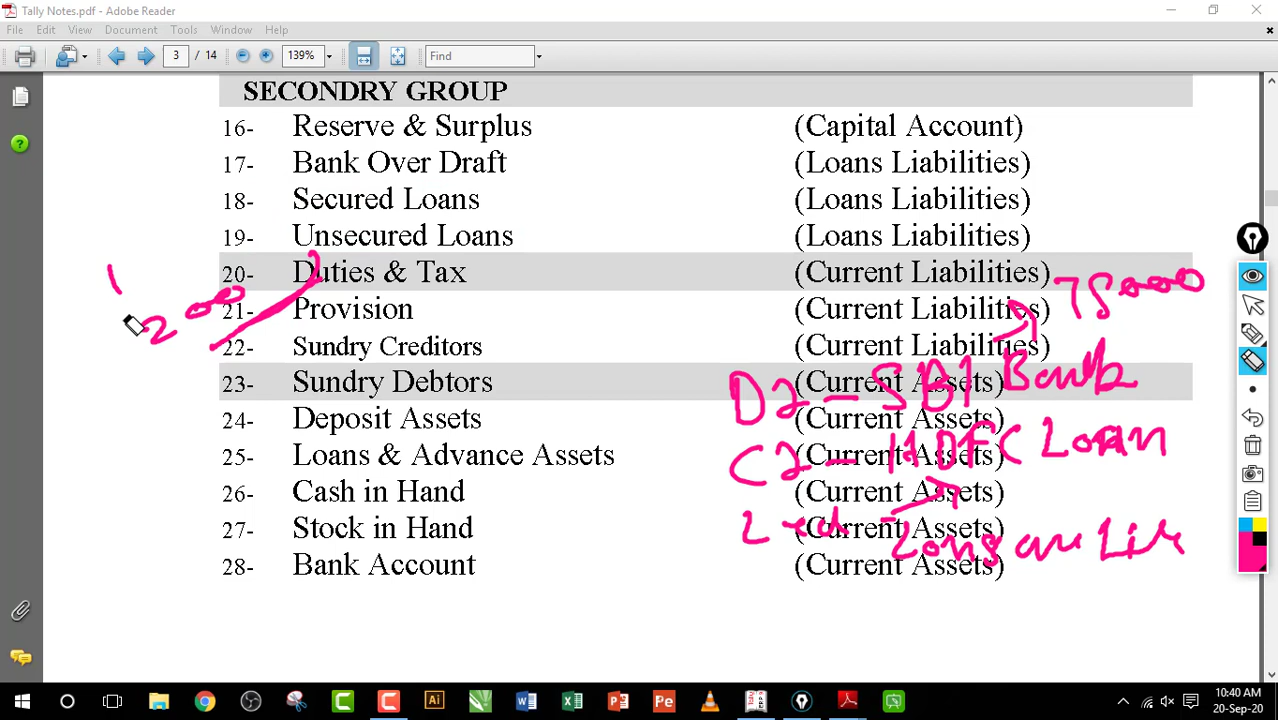 Tally Notes.pdf - Adobe Reader
File Edit View Document Tools Window Help
3 / 14 139% Find
SECONDRY GROUP
16- Reserve & Surplus (Capital Account)
17- Bank Over Draft (Loans Liabilities)
18- Secured Loans (Loans Liabilities)
19- Unsecured Loans (Loans Liabilities)
20- Duties & Tax (Current Liabilities)
75000
2000
21- Provision (Current Liabilities)
22- Sundry Creditors (Current Liabilities)
23- Sundry Debtors (Current Assets)
D2 - SBI Bank
24- Deposit Assets (Current Assets)
25- Loans & Advance Assets (Current Assets)
C2 - HDFC Loan
26- Cash in Hand (Current Assets)
27- Stock in Hand (Current Assets)
28- Bank Account (Current Assets)
10:40 AM
20-Sep-20